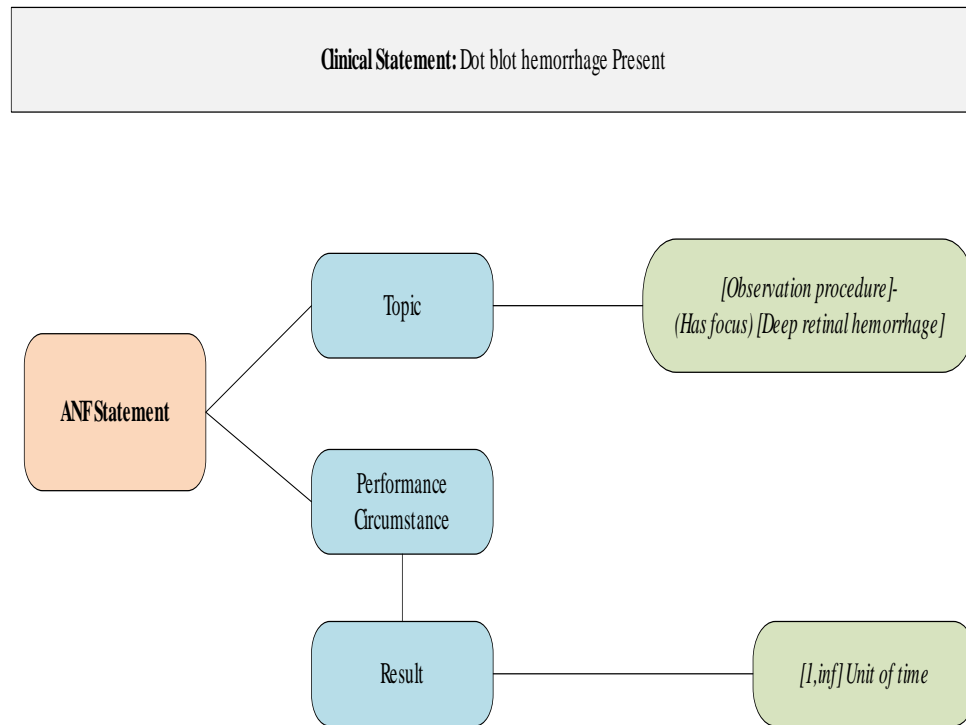 Clinical Statement: Dot blot hemorrhage Present
Topic
[Observation procedure]-
(Has focus) [Deep retinal hemorrhage]
ANF Statement
Performance
Circumstance
Result
[1,inf] Unit of time